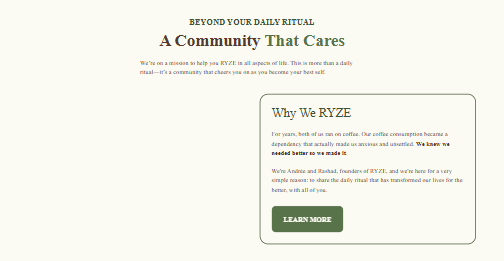 BEYOND YOUR DAILY RITUAL
A Community That Cares
We're on a mission to help you RYZE in all aspects of life. This is more than a daily
ritual—it's a community that cheers you on as you become your best self.
Why We RYZE
For years, both of us ran on coffee. Our coffee consumption became a
dependency that actually made us anxious and unsettled. We knew we
needed better so we made it.
We're Andrée and Rashad, founders of RYZE, and we're here for a very
simple reason: to share the daily ritual that has transformed our lives for the
better, with all of you.
LEARN MORE